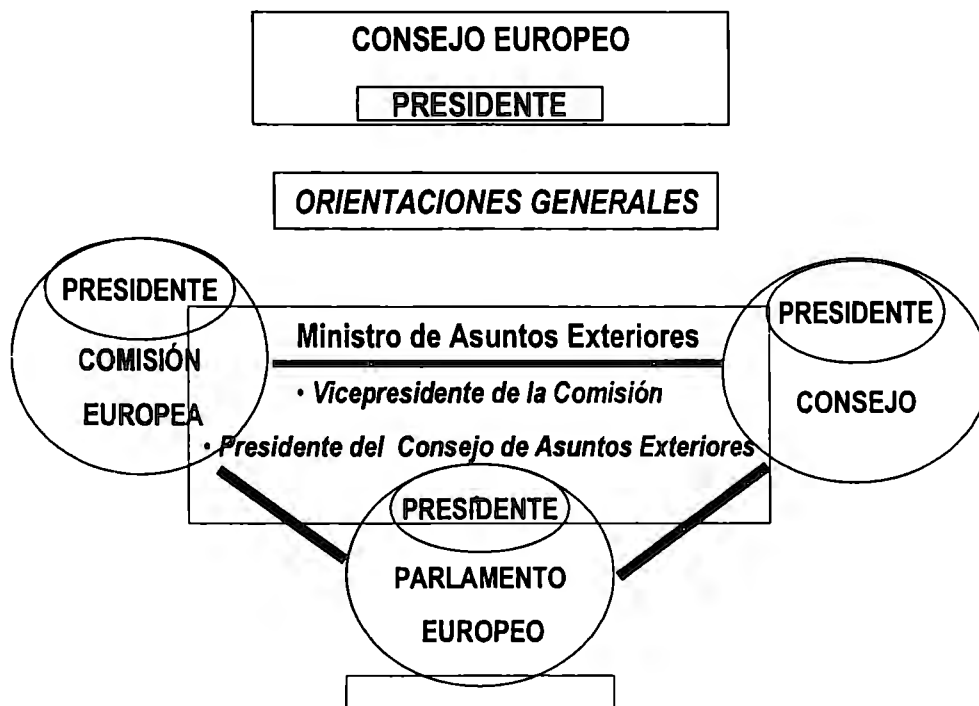 CONSEJO EUROPEO
PRESIDENTE
ORIENTACIONES GENERALES
PRESIDENTE
COMISIÓN
EUROPEA
Ministro de Asuntos Exteriores
• Vicepresidente de la Comisión
• Presidente del Consejo de Asuntos Exteriores
PRESIDENTE
CONSEJO
PRESIDENTE
PARLAMENTO
EUROPEO